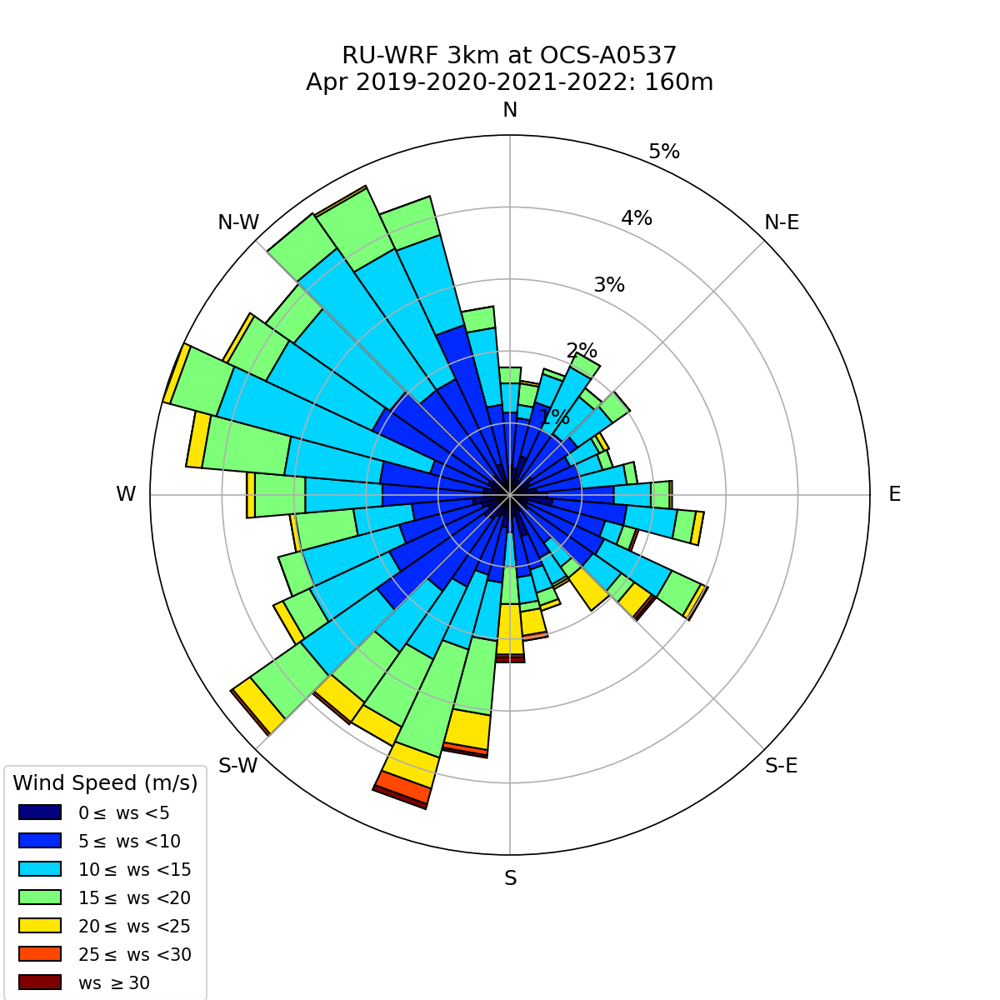 RU-WRF 3km at OCS-A0537
Apr 2019-2020-2021-2022: 160m
N
5%
4%
N-W
N-E
3%
2%
1%
W
E
S-W
S-E
S
Wind Speed (m/s)
0≤ ws <5
5≤ ws <10
10≤ ws <15
15≤ ws <20
20≤ ws <25
25≤ ws <30
ws ≥30